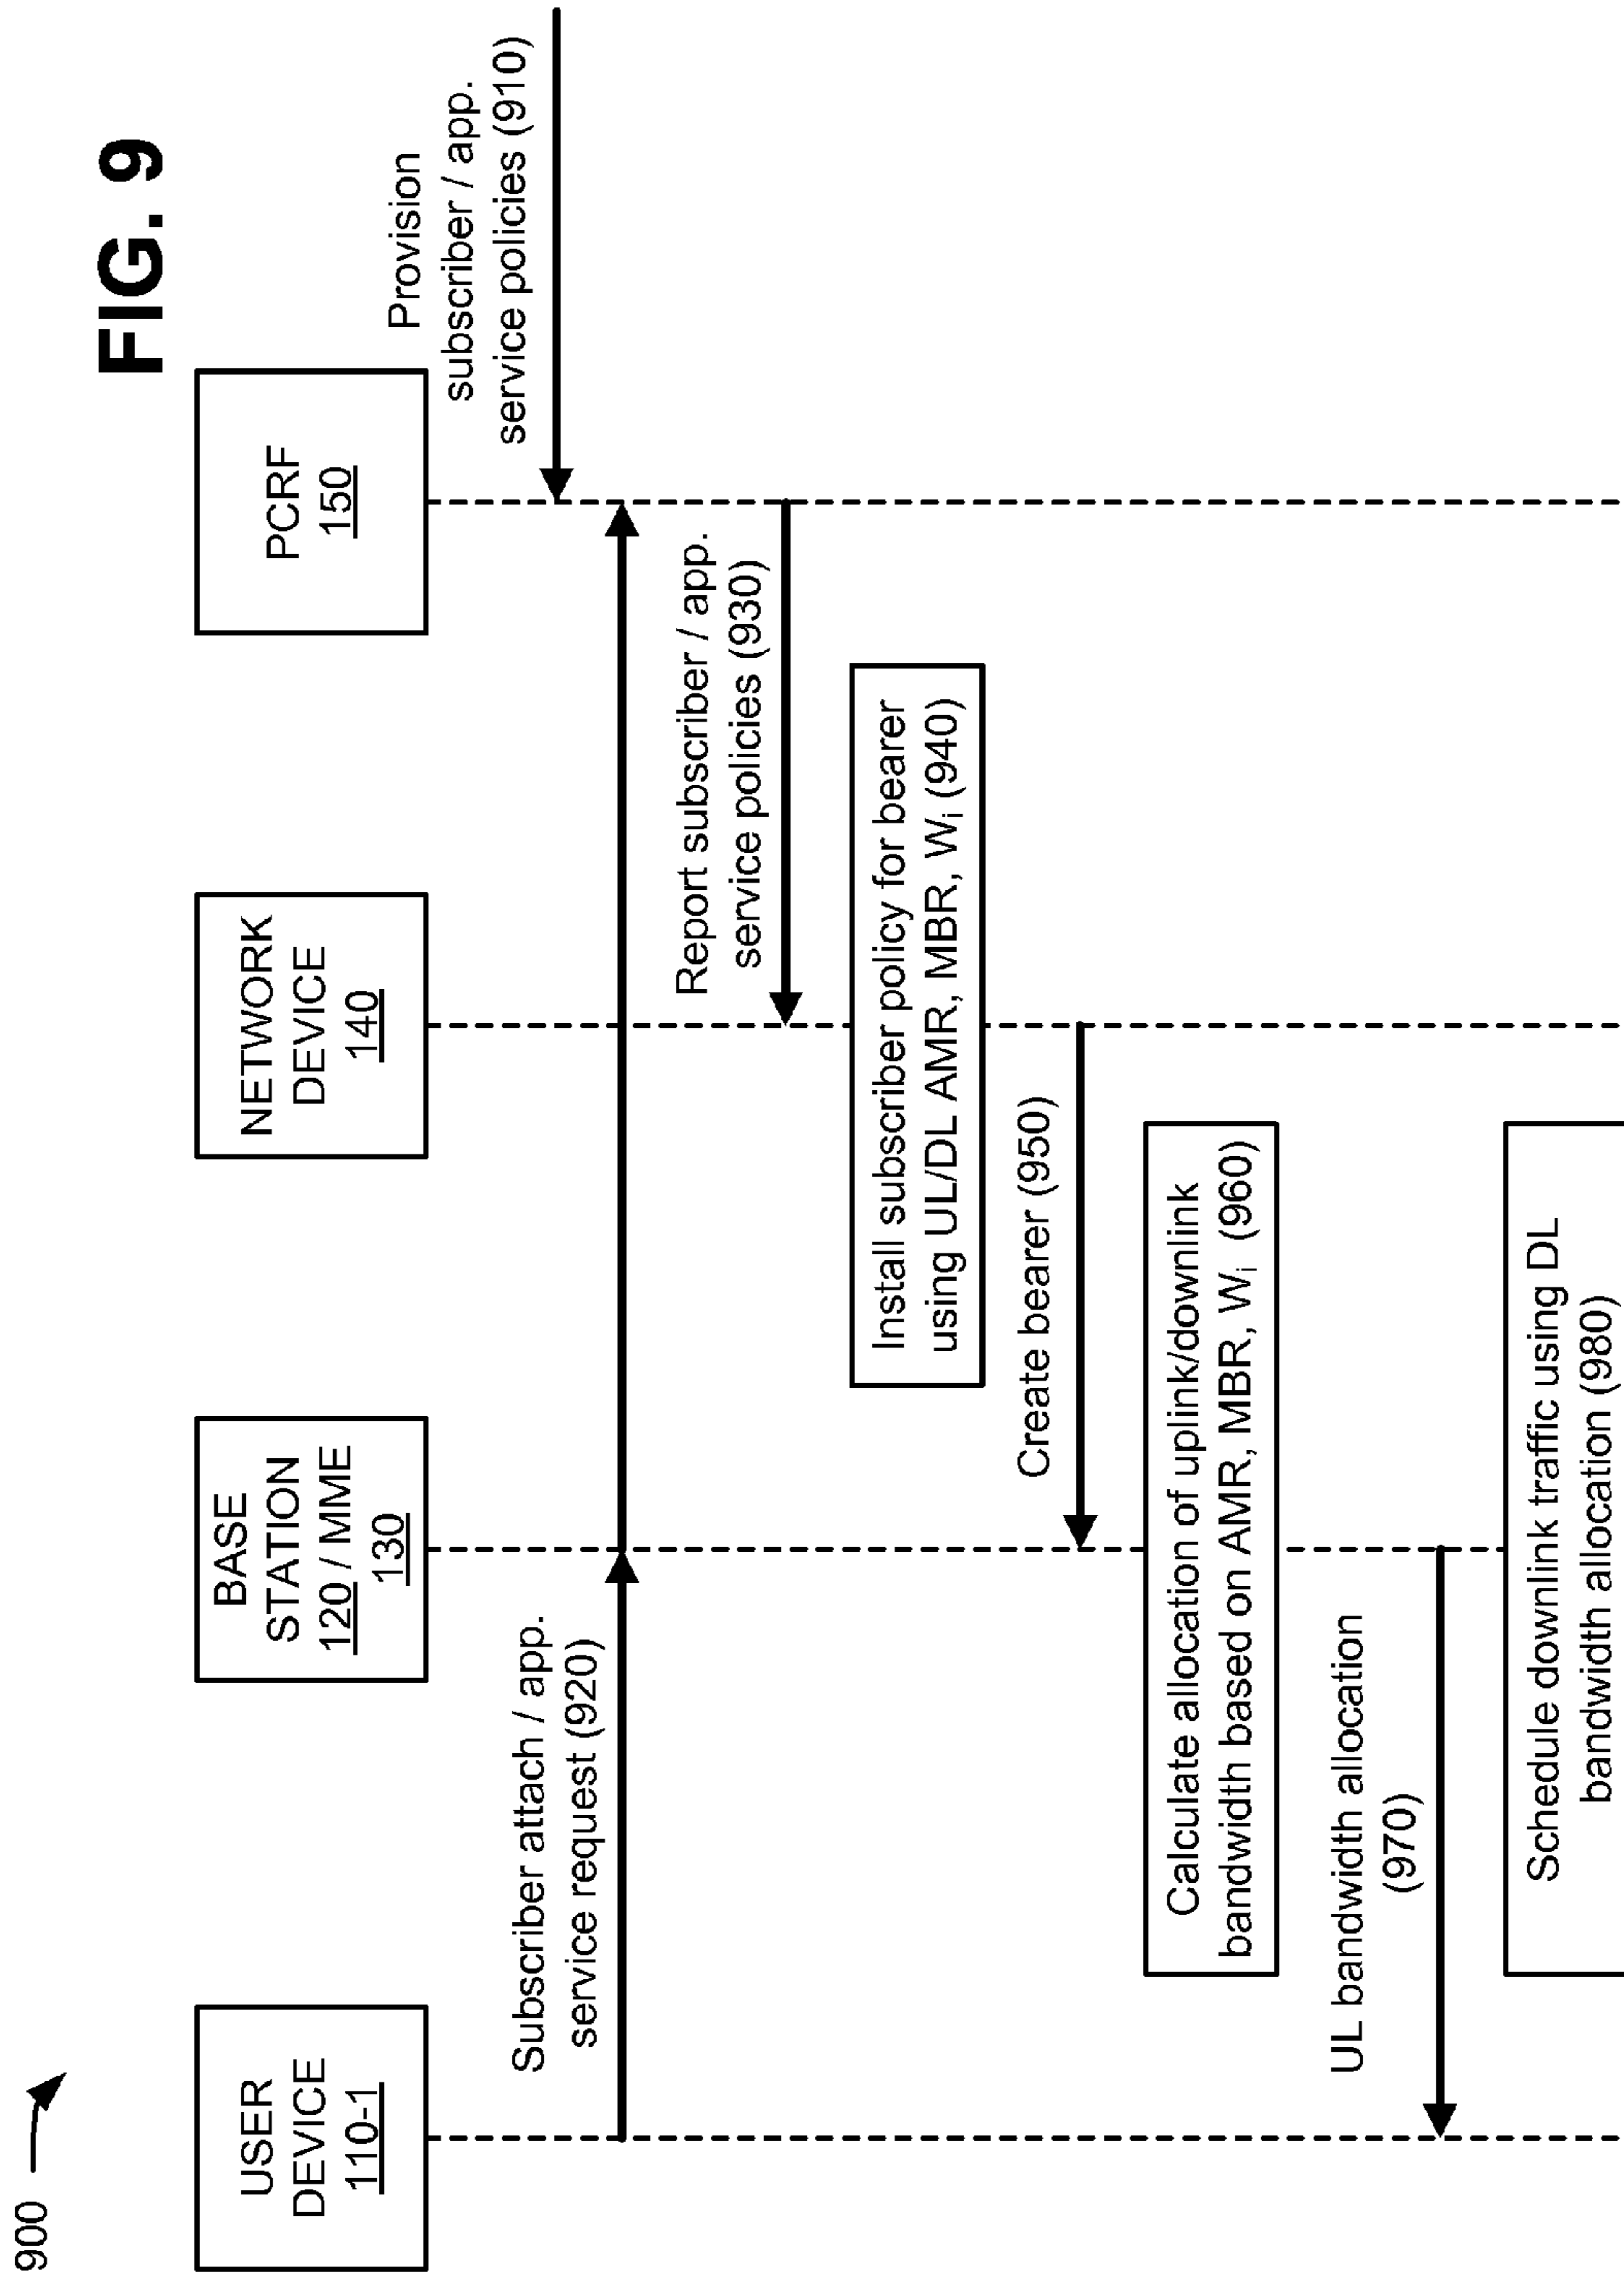 900
FIG. 9
USER
DEVICE
110-1
BASE
STATION
120 / MME
130
NETWORK
DEVICE
140
PCRF
150
Provision
subscriber / app.
service policies (910)
Subscriber attach / app.
service request (920)
Report subscriber / app.
service policies (930)
Install subscriber policy for bearer
using UL/DL AMR, MBR, Wi (940)
Create bearer (950)
Calculate allocation of uplink/downlink
bandwidth based on AMR, MBR, Wi (960)
UL bandwidth allocation
(970)
Schedule downlink traffic using DL
bandwidth allocation (980)